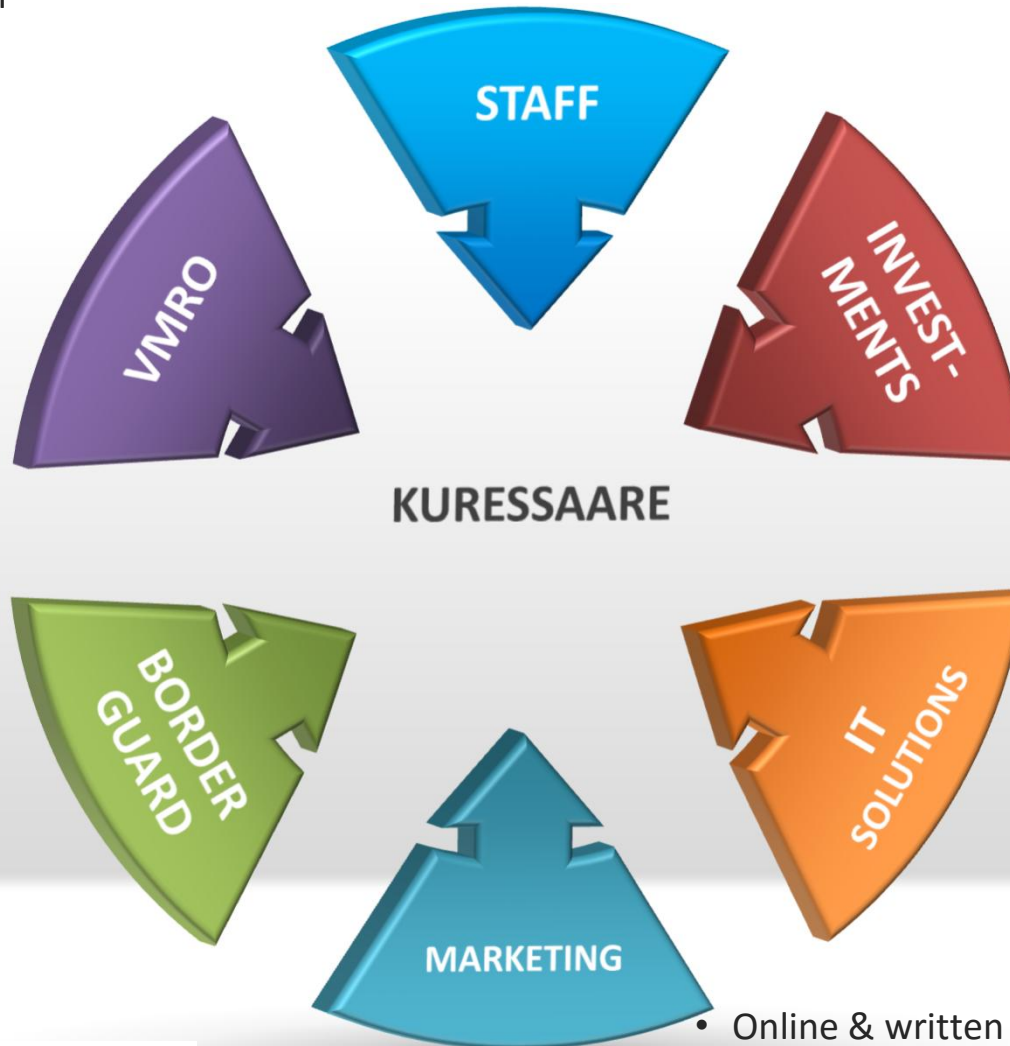 STAFF
VMRO
INVEST-
MENTS
KURESSAARE
BORDER
GUARD
IT
SOLUTIONS
MARKETING
• Online & written